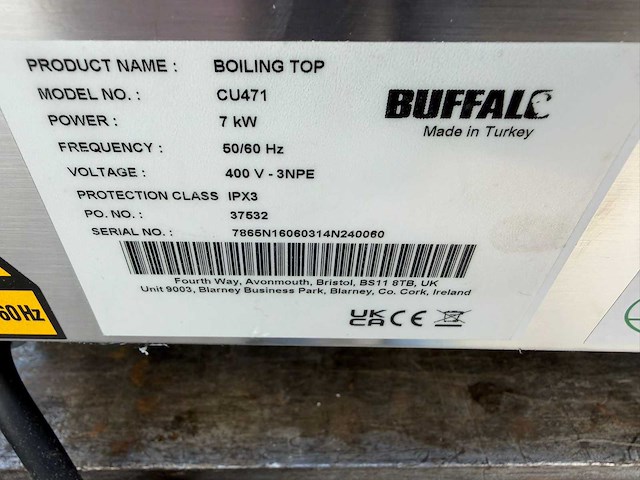 PRODUCT NAME : BOILING TOP
MODEL NO. : CU471
POWER : 7 kW
FREQUENCY : 50/60 Hz
VOLTAGE : 400 V - 3NPE
PROTECTION CLASS IPX3
PO. NO. : 37532
SERIAL NO. : 7865N16060314N240060
BUFFALO
Made in Turkey
Fourth Way, Avonmouth, Bristol, BS11 8TB, UK
Unit 9003, Blarney Business Park, Blarney, Co. Cork, Ireland
UK
CA CE
60Hz